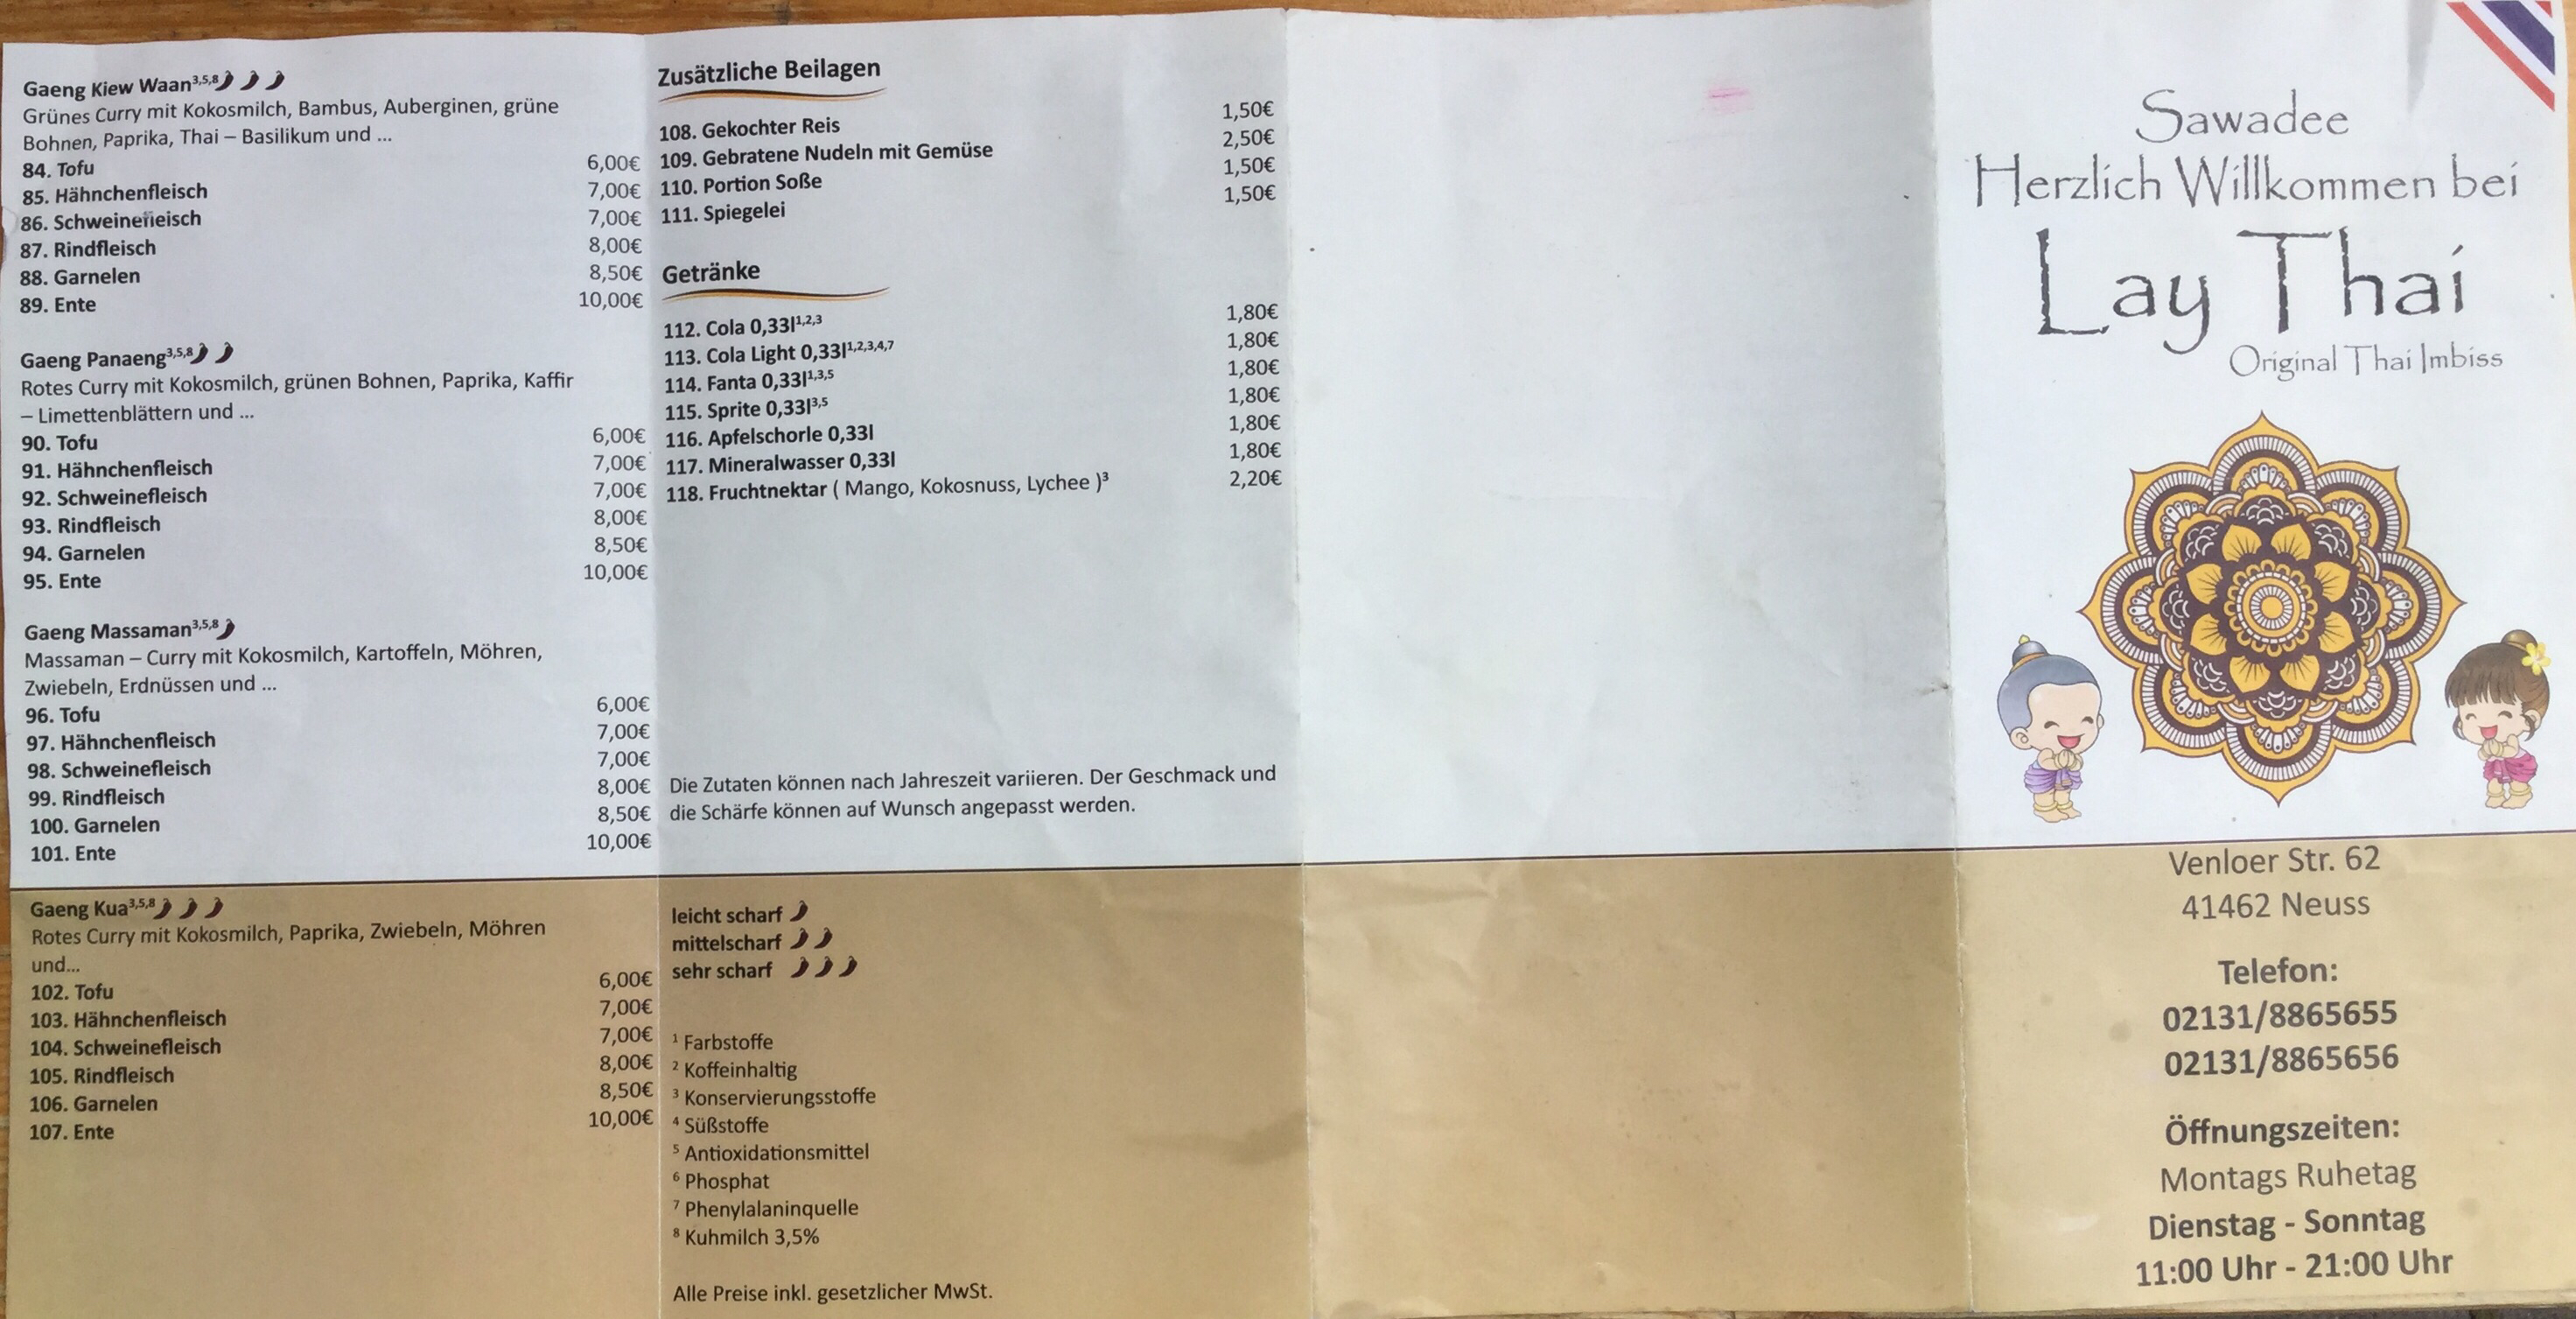 Gaeng Kiew Waan3,5,8
Grünes Curry mit Kokosmilch, Bambus, Auberginen, grüne
Bohnen, Paprika, Thai – Basilikum und ...
84. Tofu 6,00€
85. Hähnchenfleisch 7,00€
86. Schweinefleisch 7,00€
87. Rindfleisch 8,00€
88. Garnelen 8,50€
89. Ente 10,00€
Gaeng Panaeng3,5,8
Rotes Curry mit Kokosmilch, grünen Bohnen, Paprika, Kaffir
– Limettenblättern und ...
90. Tofu 6,00€
91. Hähnchenfleisch 7,00€
92. Schweinefleisch 7,00€
93. Rindfleisch 8,00€
94. Garnelen 8,50€
95. Ente 10,00€
Gaeng Massaman3,5,8
Massaman – Curry mit Kokosmilch, Kartoffeln, Möhren,
Zwiebeln, Erdnüssen und ...
96. Tofu 6,00€
97. Hähnchenfleisch 7,00€
98. Schweinefleisch 7,00€
99. Rindfleisch 8,00€
100. Garnelen 8,50€
101. Ente 10,00€
Gaeng Kua3,5,8
Rotes Curry mit Kokosmilch, Paprika, Zwiebeln, Möhren
und...
102. Tofu 6,00€
103. Hähnchenfleisch 7,00€
104. Schweinefleisch 7,00€
105. Rindfleisch 8,00€
106. Garnelen 8,50€
107. Ente 10,00€
Zusätzliche Beilagen
108. Gekochter Reis 1,50€
109. Gebratene Nudeln mit Gemüse 2,50€
110. Portion Soße 1,50€
111. Spiegelei 1,50€
Getränke
112. Cola 0,33l1,2,3 1,80€
113. Cola Light 0,33l1,2,3,4,7 1,80€
114. Fanta 0,33l1,3,5 1,80€
115. Sprite 0,33l3,5 1,80€
116. Apfelschorle 0,33l 1,80€
117. Mineralwasser 0,33l 1,80€
118. Fruchtnektar ( Mango, Kokosnuss, Lychee )3 2,20€
Die Zutaten können nach Jahreszeit variieren. Der Geschmack und
die Schärfe können auf Wunsch angepasst werden.
leicht scharf
mittelscharf
sehr scharf
1 Farbstoffe
2 Koffeinhaltig
3 Konservierungsstoffe
4 Süßstoffe
5 Antioxidationsmittel
6 Phosphat
7 Phenylalaninquelle
8 Kuhmilch 3,5%
Alle Preise inkl. gesetzlicher MwSt.
Sawadee
Herzlich Willkommen bei
Lay Thai
Original Thai Imbiss
Venloer Str. 62
41462 Neuss
Telefon:
02131/8865655
02131/8865656
Öffnungszeiten:
Montags Ruhetag
Dienstag - Sonntag
11:00 Uhr - 21:00 Uhr